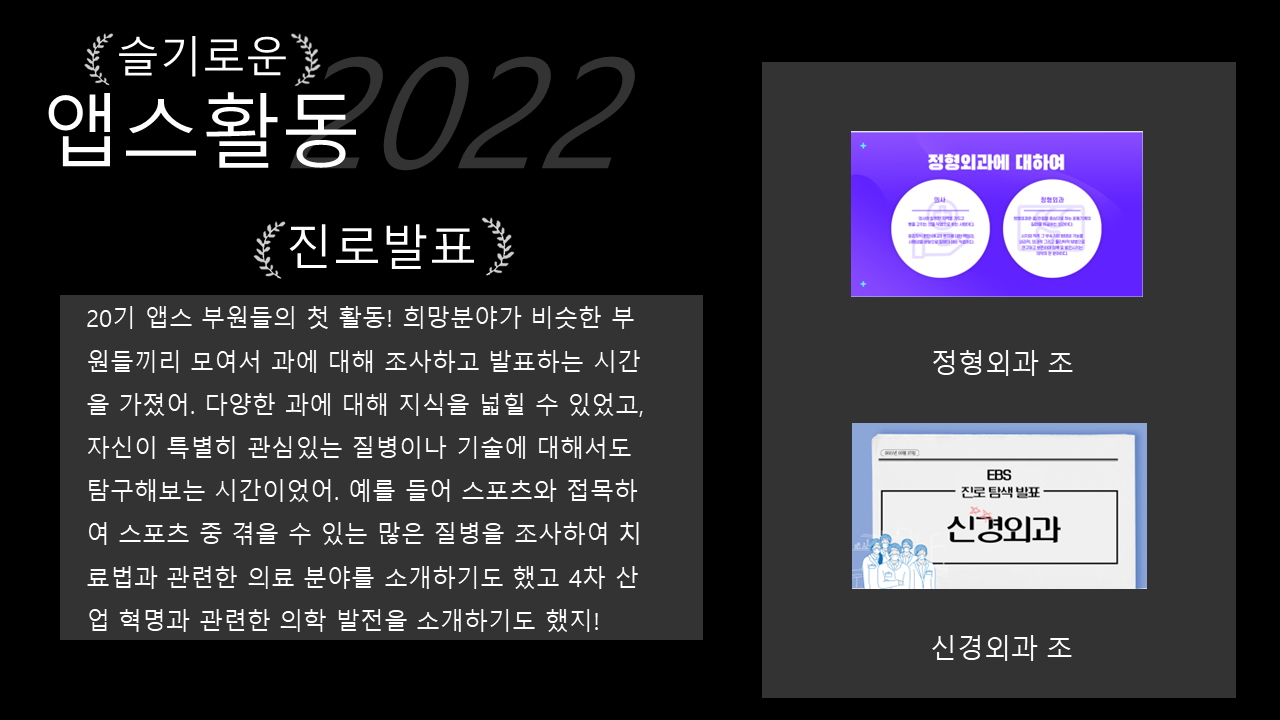 슬기로운
앱스활동
2022
진로발표
20기 앱스 부원들의 첫 활동! 희망분야가 비슷한 부
원들끼리 모여서 과에 대해 조사하고 발표하는 시간
을 가졌어. 다양한 과에 대해 지식을 넓힐 수 있었고,
자신이 특별히 관심있는 질병이나 기술에 대해서도
탐구해보는 시간이었어. 예를 들어 스포츠와 접목하
여 스포츠 중 겪을 수 있는 많은 질병을 조사하여 치
료법과 관련한 의료 분야를 소개하기도 했고 4차 산
업 혁명과 관련한 의학 발전을 소개하기도 했지!
정형외과에 대하여
의사
정형외과
정형외과 조
EBS
진로 탐색 발표
신경외과
신경외과 조